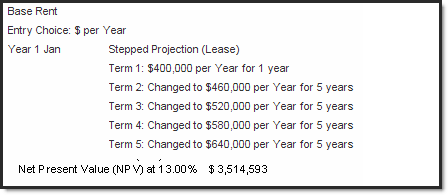 Base Rent
Entry Choice: $ per Year
Year 1 Jan Stepped Projection (Lease)
Term 1: $400,000 per Year for 1 year
Term 2: Changed to $460,000 per Year for 5 years
Term 3: Changed to $520,000 per Year for 5 years
Term 4: Changed to $580,000 per Year for 5 years
Term 5: Changed to $640,000 per Year for 5 years
Net Present Value (NPV) at 13.00% $ 3,514,593